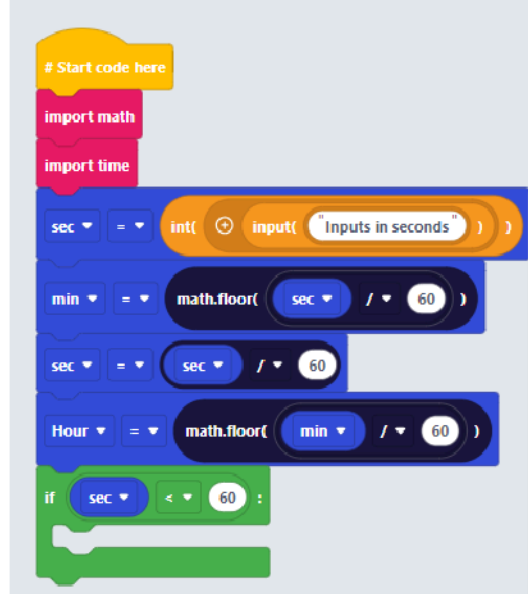 # Start code here
import math
import time
sec = int( input( "Inputs in seconds" ) )
min = math.floor( sec / 60 )
sec = sec / 60
Hour = math.floor( min / 60 )
if sec < 60 :